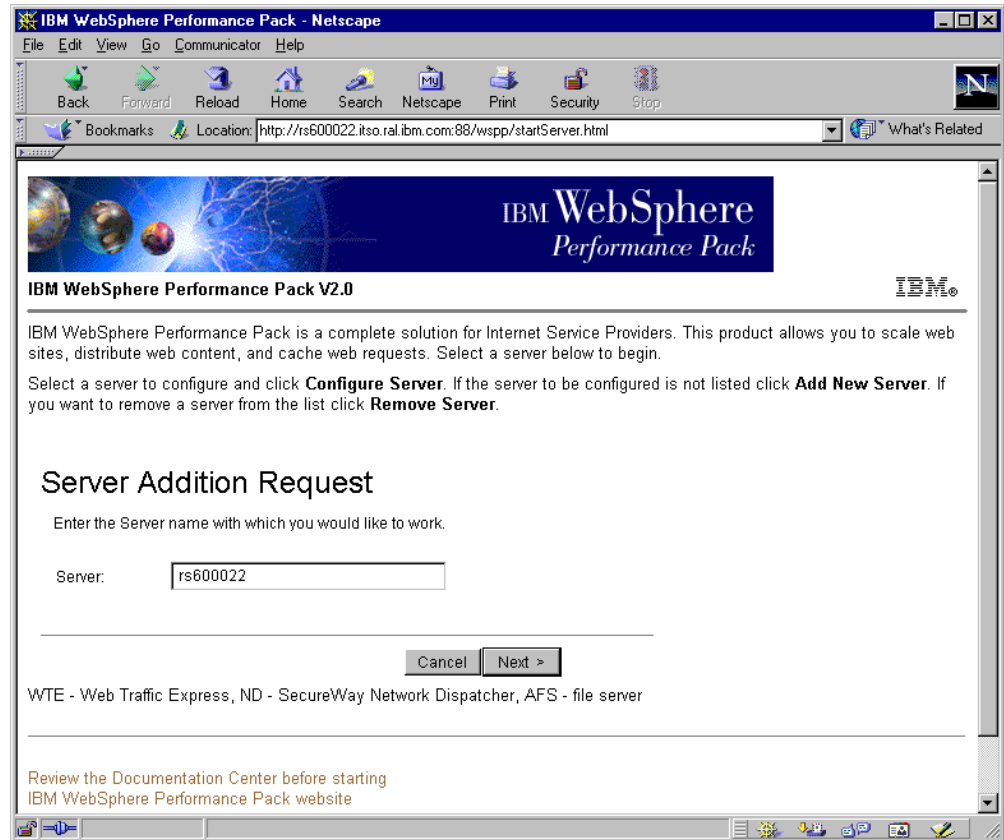 IBM WebSphere Performance Pack - Netscape
File Edit View Go Communicator Help
Back Forward Reload Home Search Netscape Print Security Stop
My
N
Bookmarks Location: http://rs600022.itso.ral.ibm.com:88/wspp/startServer.html What's Related
IBM WebSphere
Performance Pack
IBM WebSphere Performance Pack V2.0
IBM®
IBM WebSphere Performance Pack is a complete solution for Internet Service Providers. This product allows you to scale web
sites, distribute web content, and cache web requests. Select a server below to begin.
Select a server to configure and click Configure Server. If the server to be configured is not listed click Add New Server. If
you want to remove a server from the list click Remove Server.
Server Addition Request
Enter the Server name with which you would like to work.
Server: rs600022
Cancel Next >
WTE - Web Traffic Express, ND - SecureWay Network Dispatcher, AFS - file server
Review the Documentation Center before starting
IBM WebSphere Performance Pack website